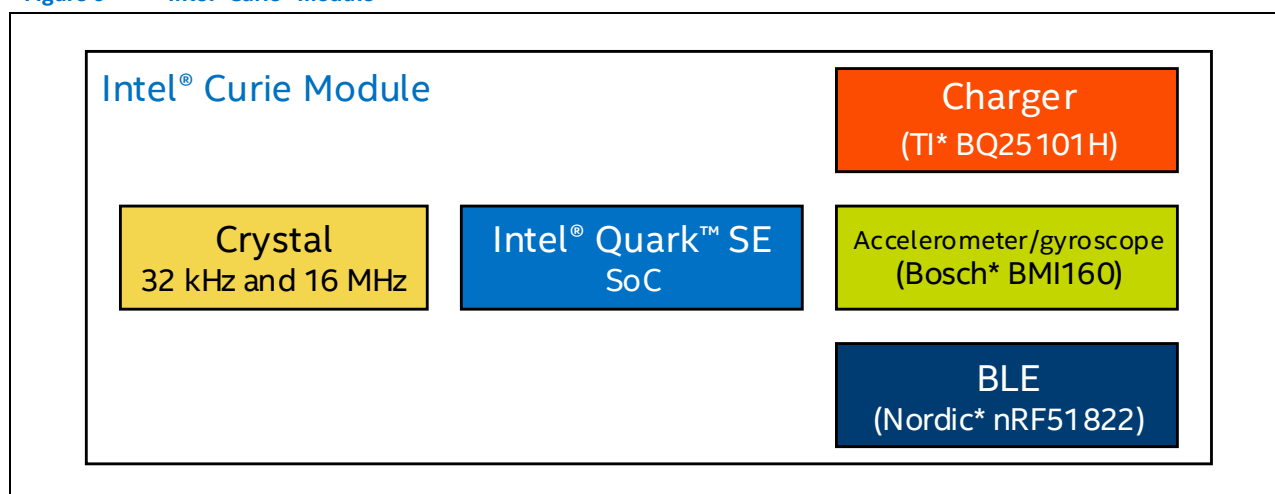 Intel® Curie Module
Charger
(TI* BQ25101H)
Crystal
32 kHz and 16 MHz
Intel® Quark™ SE
SoC
Accelerometer/gyroscope
(Bosch* BMI160)
BLE
(Nordic* nRF51822)